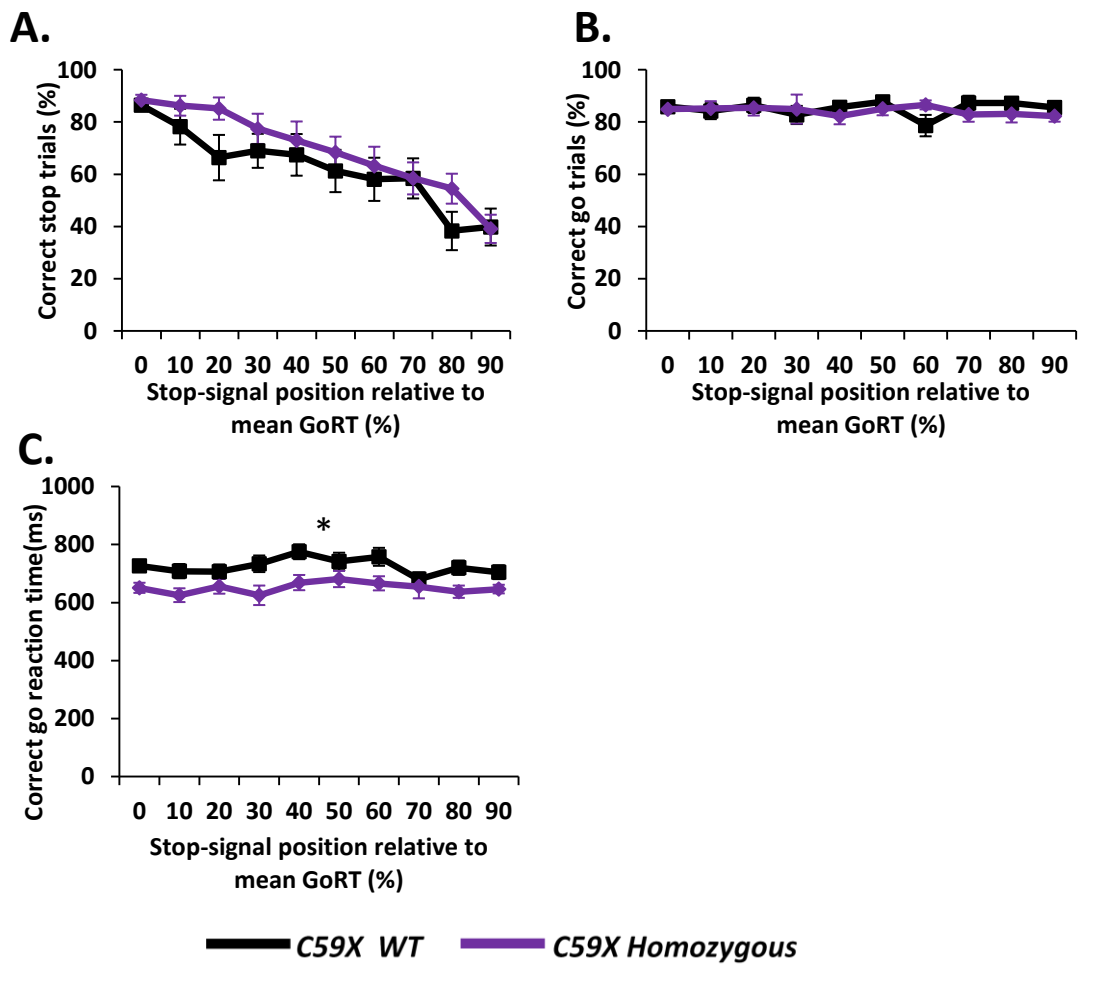 A.
Correct stop trials (%)
100
80
60
40
20
0
0 10 20 30 40 50 60 70 80 90
Stop-signal position relative to
mean GoRT (%)
B.
Correct go trials (%)
100
80
60
40
20
0
0 10 20 30 40 50 60 70 80 90
Stop-signal position relative to
mean GoRT (%)
C.
Correct go reaction time(ms)
1000
800
600
400
200
0
*
0 10 20 30 40 50 60 70 80 90
Stop-signal position relative to
mean GoRT (%)
C59X WT C59X Homozygous